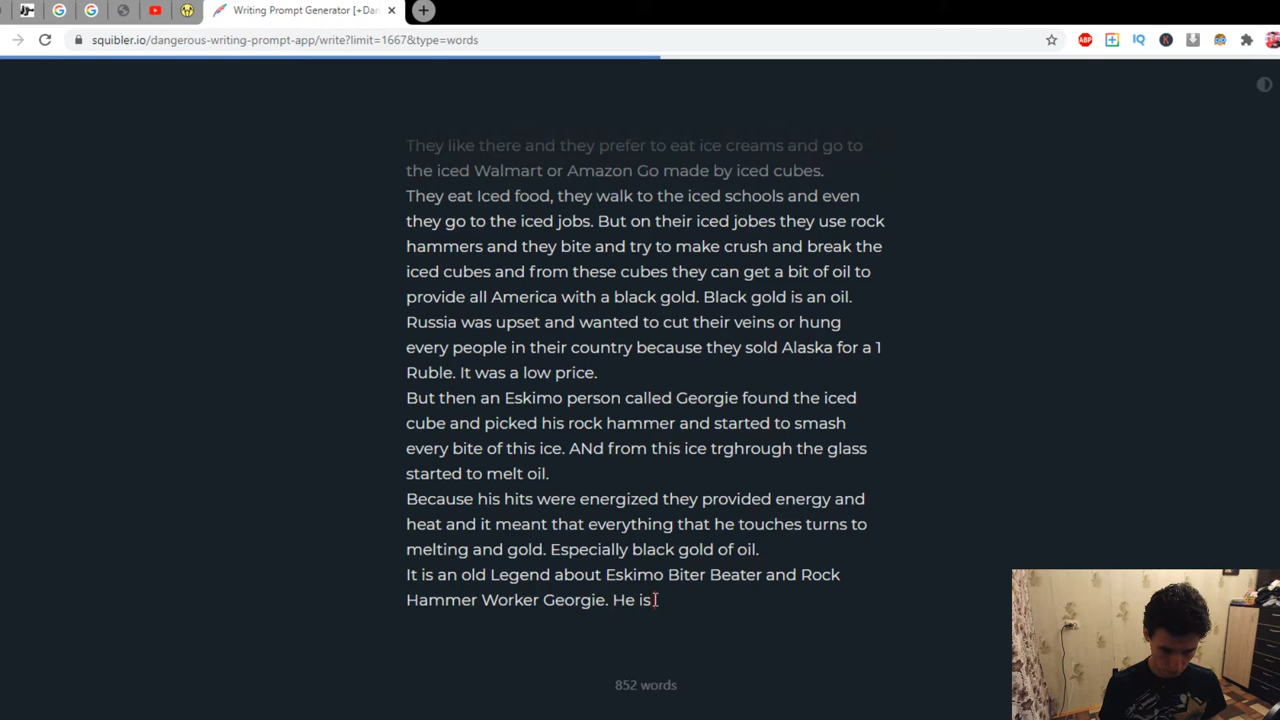 Writing Prompt Generator [+Dan
squibler.io/dangerous-writing-prompt-app/write?limit=1667&type=words
ABP
IQ
K
They like there and they prefer to eat ice creams and go to
the iced Walmart or Amazon Go made by iced cubes.
They eat Iced food, they walk to the iced schools and even
they go to the iced jobs. But on their iced jobes they use rock
hammers and they bite and try to make crush and break the
iced cubes and from these cubes they can get a bit of oil to
provide all America with a black gold. Black gold is an oil.
Russia was upset and wanted to cut their veins or hung
every people in their country because they sold Alaska for a 1
Ruble. It was a low price.
But then an Eskimo person called Georgie found the iced
cube and picked his rock hammer and started to smash
every bite of this ice. ANd from this ice trghrough the glass
started to melt oil.
Because his hits were energized they provided energy and
heat and it meant that everything that he touches turns to
melting and gold. Especially black gold of oil.
It is an old Legend about Eskimo Biter Beater and Rock
Hammer Worker Georgie. He is
852 words